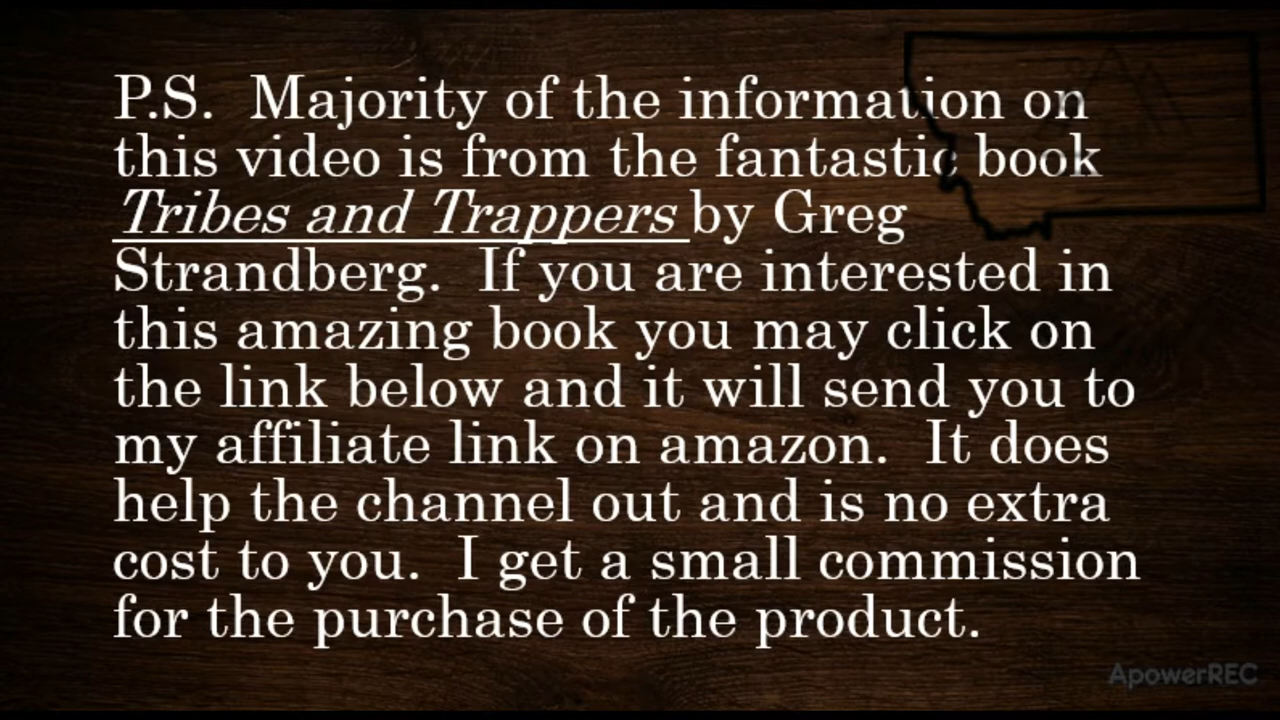 P.S.  Majority of the information on
this video is from the fantastic book
Tribes and Trappers by Greg
Strandberg.  If you are interested in
this amazing book you may click on
the link below and it will send you to
my affiliate link on amazon.  It does
help the channel out and is no extra
cost to you.  I get a small commission
for the purchase of the product.
ApowerREC